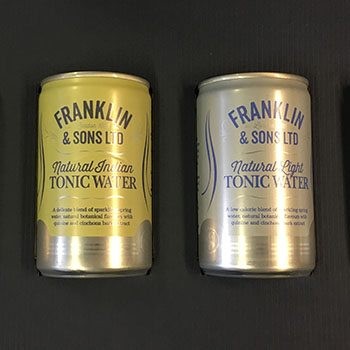 FRANKLIN
& SONS LTD
Natural Indian
TONIC WATER
A delicate blend of sparkling spring
water, natural botanical flavours with
quinine and cinchona bark extract
FRANKLIN
& SONS LTD
Natural Light
TONIC WATER
A low calorie blend of sparkling spring
water, natural botanical flavours with
quinine and cinchona bark extract